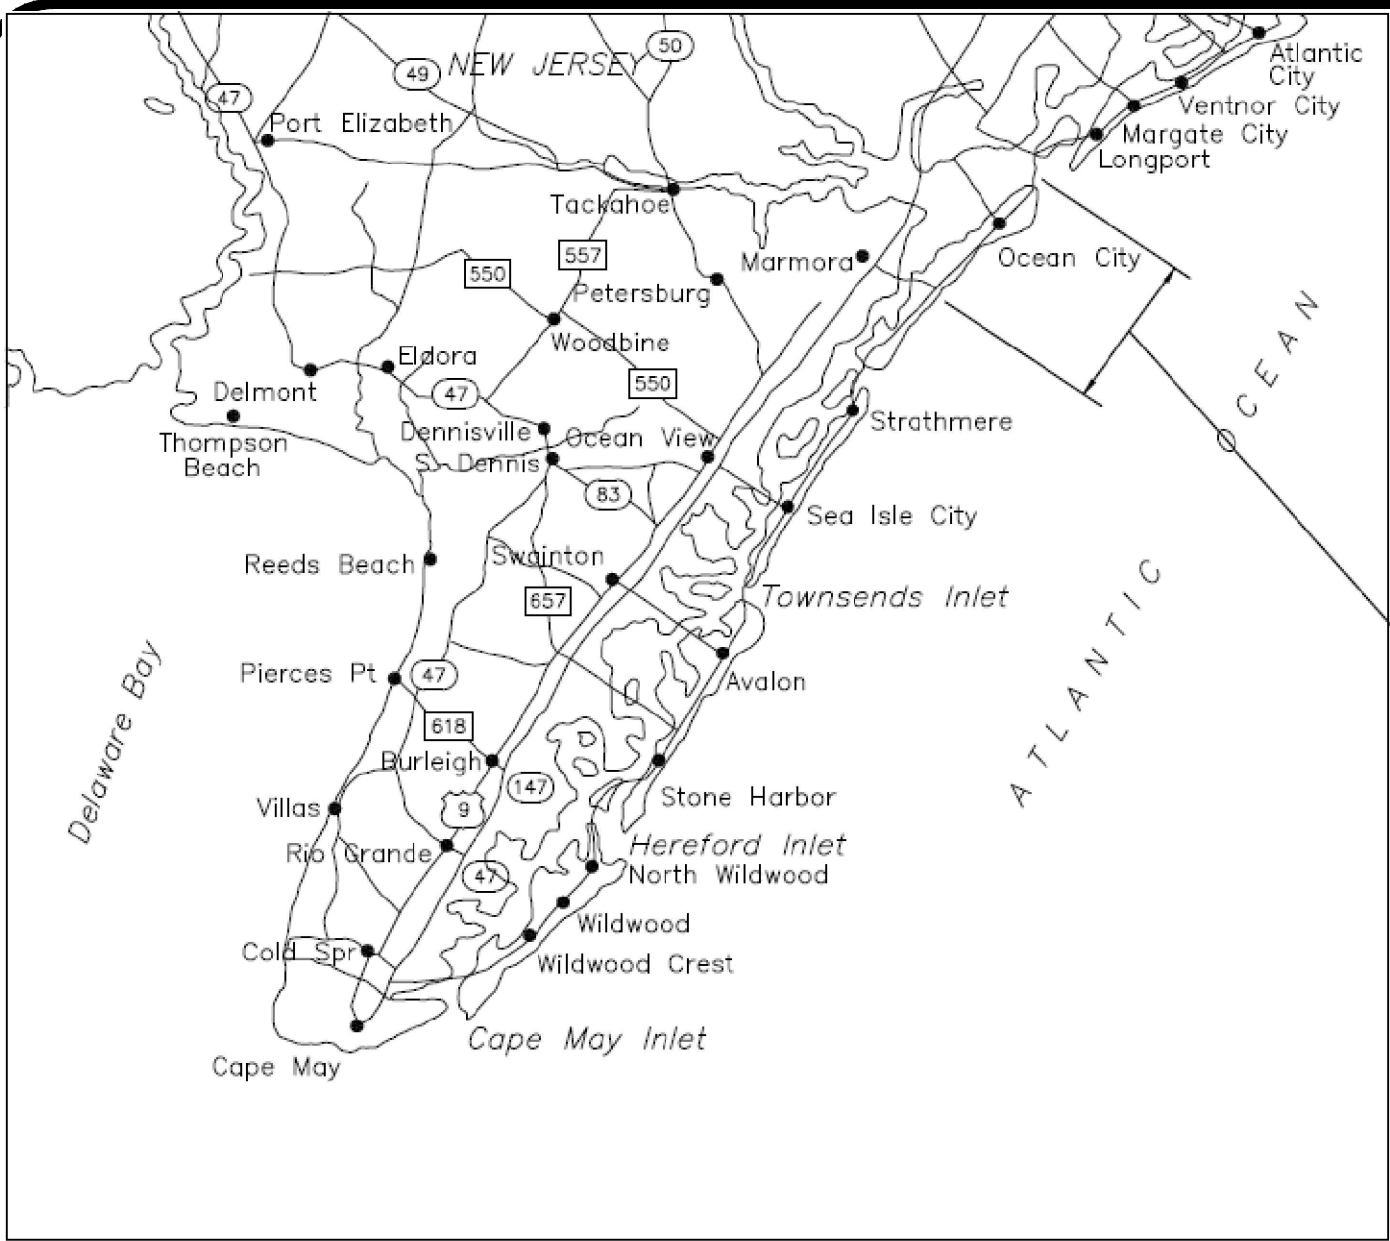 50
Atlantic
City
49
NEW JERSEY
47
Ventnor City
Port Elizabeth
Margate City
Longport
Tackahoe
557
Marmora
Ocean City
550
Petersburg
Woodbine
Eldora
550
47
Delmont
Strathmere
Dennisville
Ocean View
Thompson
Beach
S. Dennis
83
Sea Isle City
Swainton
Reeds Beach
657
Townsends Inlet
Pierces Pt
47
Avalon
618
Burleigh
147
Stone Harbor
Villas
9
Rio Grande
Hereford Inlet
47
North Wildwood
Wildwood
Cold Spr
Wildwood Crest
Cape May Inlet
Cape May
Delaware Bay
ATLANTIC OCEAN